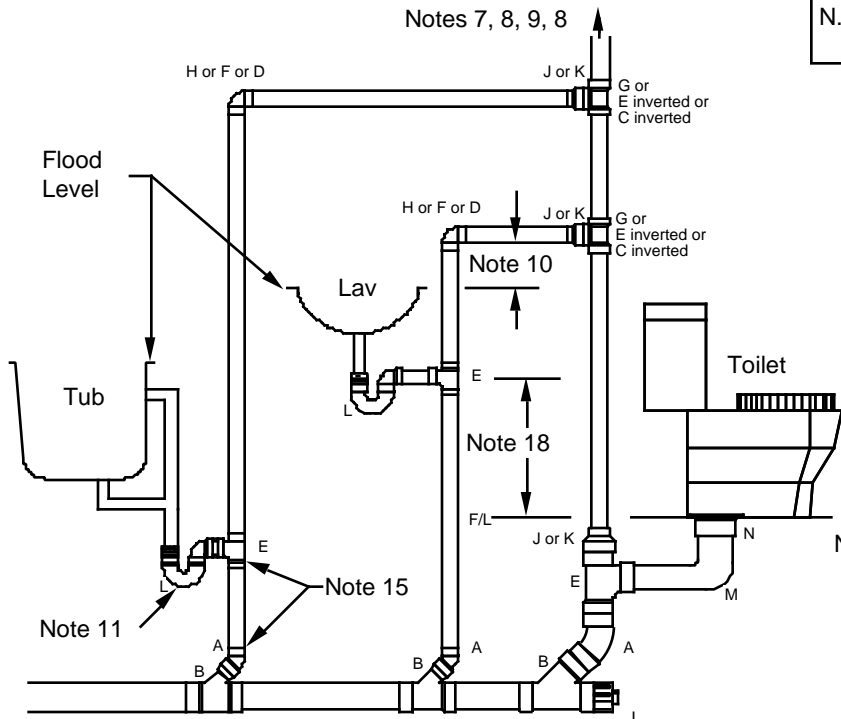 Notes 7, 8, 9, 8
N.
H or F or D
J or K
G or
E inverted or
C inverted
Flood
Level
H or F or D
J or K
G or
E inverted or
C inverted
Note 10
Lav
Toilet
Tub
E
L
Note 18
F/L
J or K
N
E
E
N
L
Note 15
M
Note 11
A
A
A
B
B
B